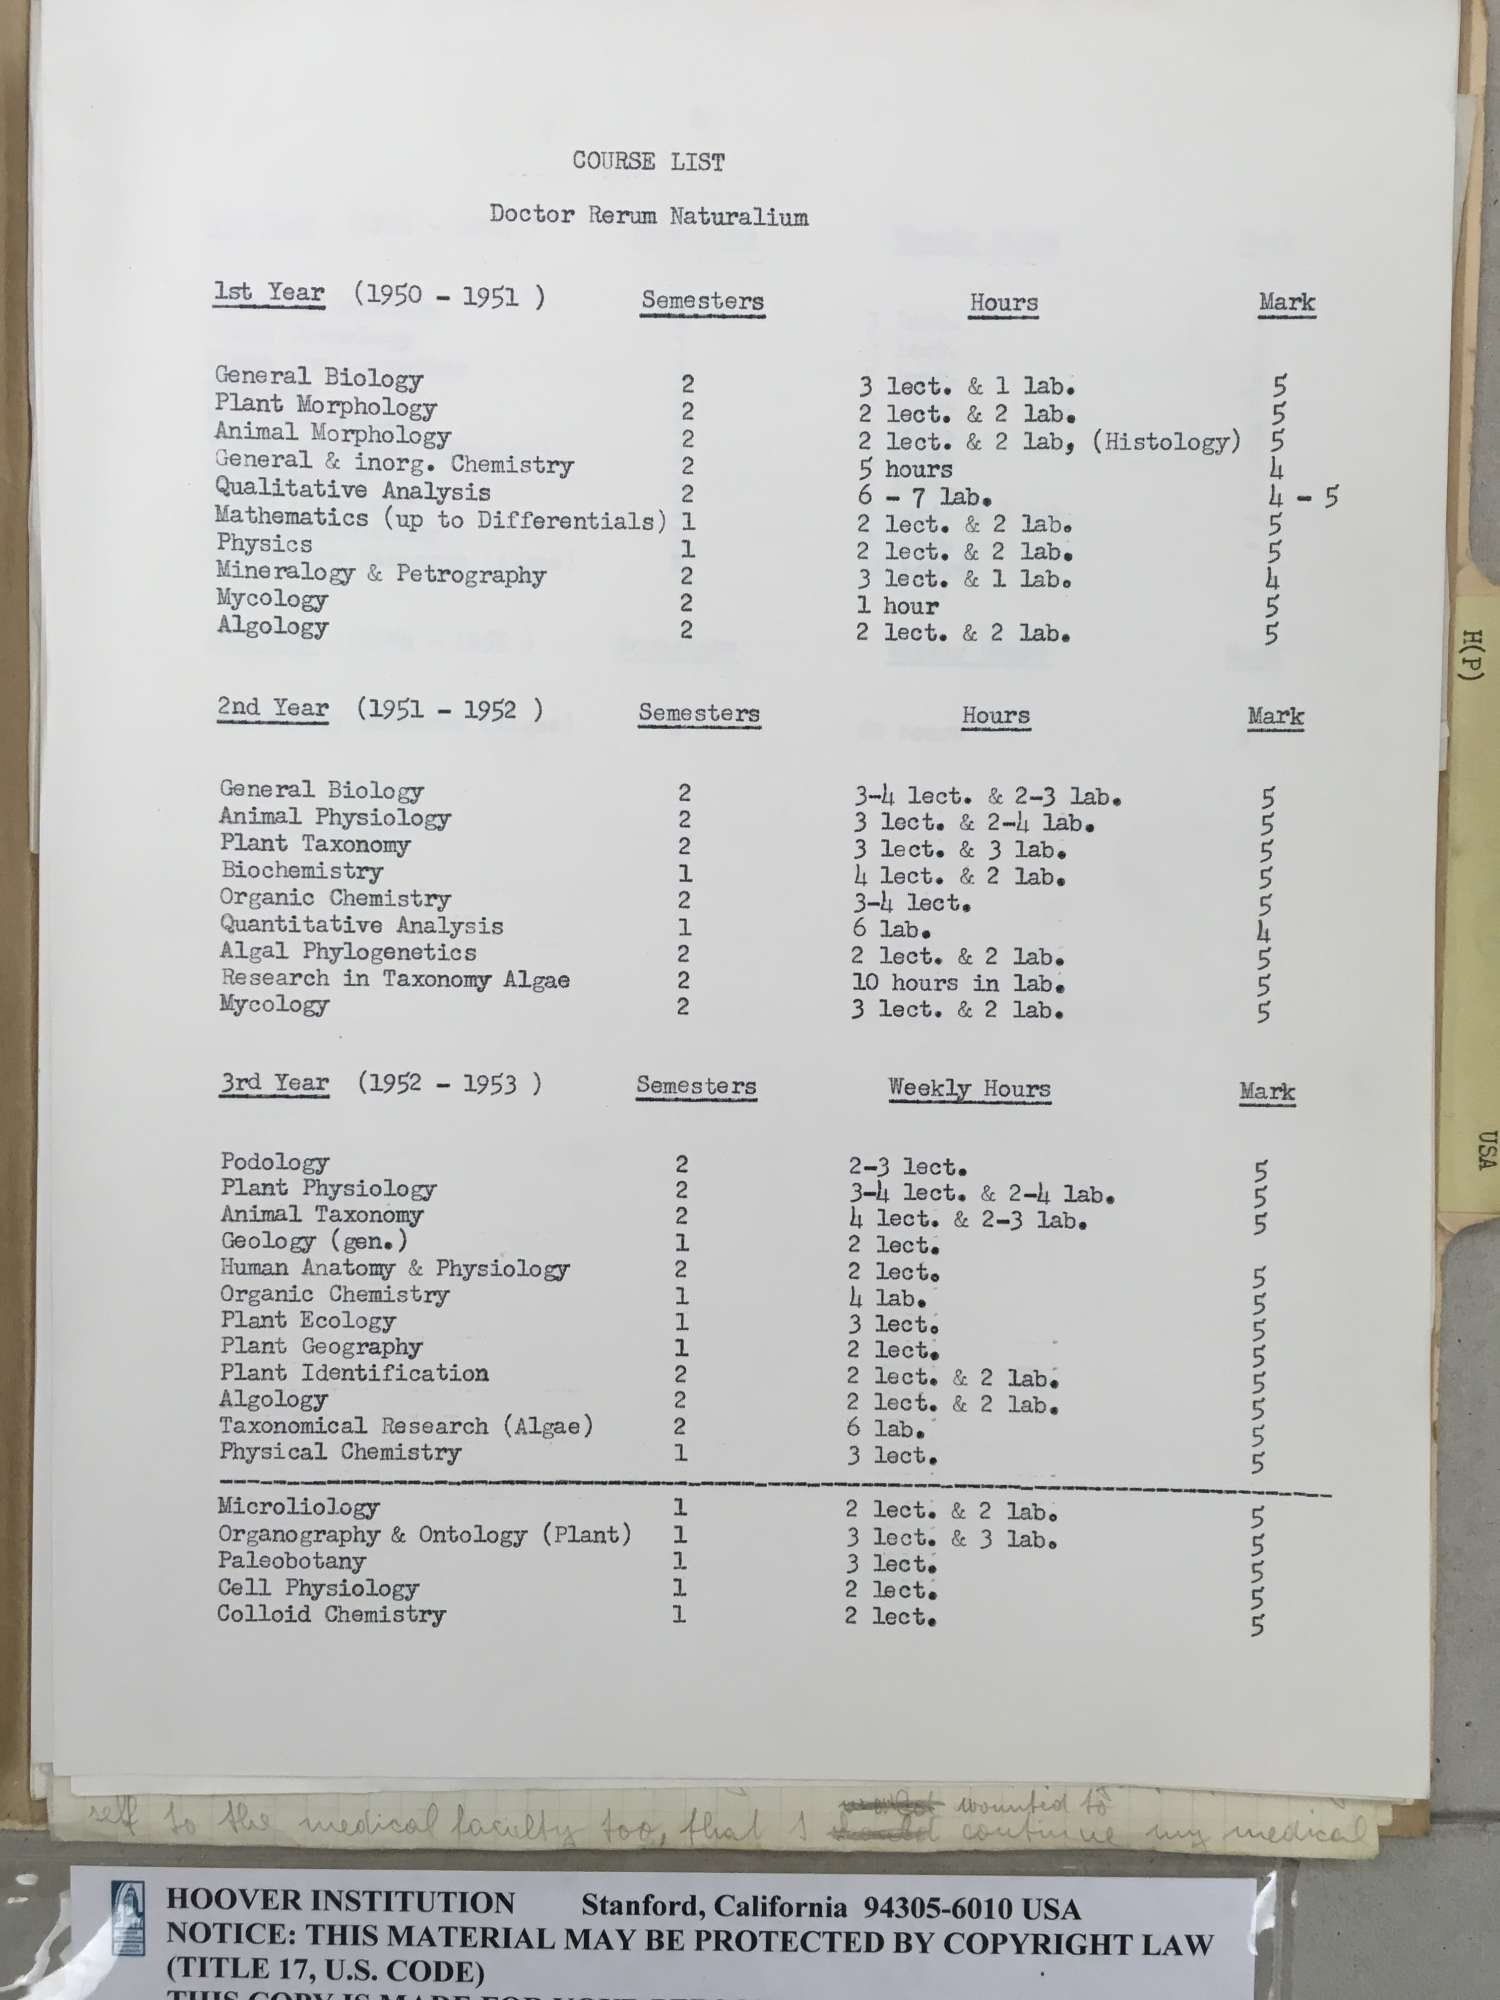 COURSE LIST
Doctor Rerum Naturalium
1st Year (1950 - 1951 ) Semesters Hours Mark
General Biology 2 3 lect. & 1 lab. 5
Plant Morphology 2 2 lect. & 2 lab. 5
Animal Morphology 2 2 lect. & 2 lab, (Histology) 5
General & inorg. Chemistry 2 5 hours 4
Qualitative Analysis 2 6 - 7 lab. 4 - 5
Mathematics (up to Differentials) 1 2 lect. & 2 lab. 5
Physics 1 2 lect. & 2 lab. 5
Mineralogy & Petrography 2 3 lect. & 1 lab. 4
Mycology 2 1 hour 5
Algology 2 2 lect. & 2 lab. 5
2nd Year (1951 - 1952 ) Semesters Hours Mark
General Biology 2 3-4 lect. & 2-3 lab. 5
Animal Physiology 2 3 lect. & 2-4 lab. 5
Plant Taxonomy 2 3 lect. & 3 lab. 5
Biochemistry 1 4 lect. & 2 lab. 5
Organic Chemistry 2 3-4 lect. 5
Quantitative Analysis 1 6 lab. 4
Algal Phylogenetics 2 2 lect. & 2 lab. 5
Research in Taxonomy Algae 2 10 hours in lab. 5
Mycology 2 3 lect. & 2 lab. 5
3rd Year (1952 - 1953 ) Semesters Weekly Hours Mark
Podology 2 2-3 lect. 5
Plant Physiology 2 3-4 lect. & 2-4 lab. 5
Animal Taxonomy 2 4 lect. & 2-3 lab. 5
Geology (gen.) 1 2 lect.
Human Anatomy & Physiology 2 2 lect. 5
Organic Chemistry 1 4 lab. 5
Plant Ecology 1 3 lect. 5
Plant Geography 1 2 lect. 5
Plant Identification 2 2 lect. & 2 lab. 5
Algology 2 2 lect. & 2 lab. 5
Taxonomical Research (Algae) 2 6 lab. 5
Physical Chemistry 1 3 lect. 5
Microliology 1 2 lect. & 2 lab. 5
Organography & Ontology (Plant) 1 3 lect. & 3 lab. 5
Paleobotany 1 3 lect. 5
Cell Physiology 1 2 lect. 5
Colloid Chemistry 1 2 lect. 5
H(P)
USA
wounted to
self to the medical faculty too, that I continue my medical
HOOVER INSTITUTION Stanford, California 94305-6010 USA
NOTICE: THIS MATERIAL MAY BE PROTECTED BY COPYRIGHT LAW
(TITLE 17, U.S. CODE)
THIS COPY IS MADE FOR YOUR